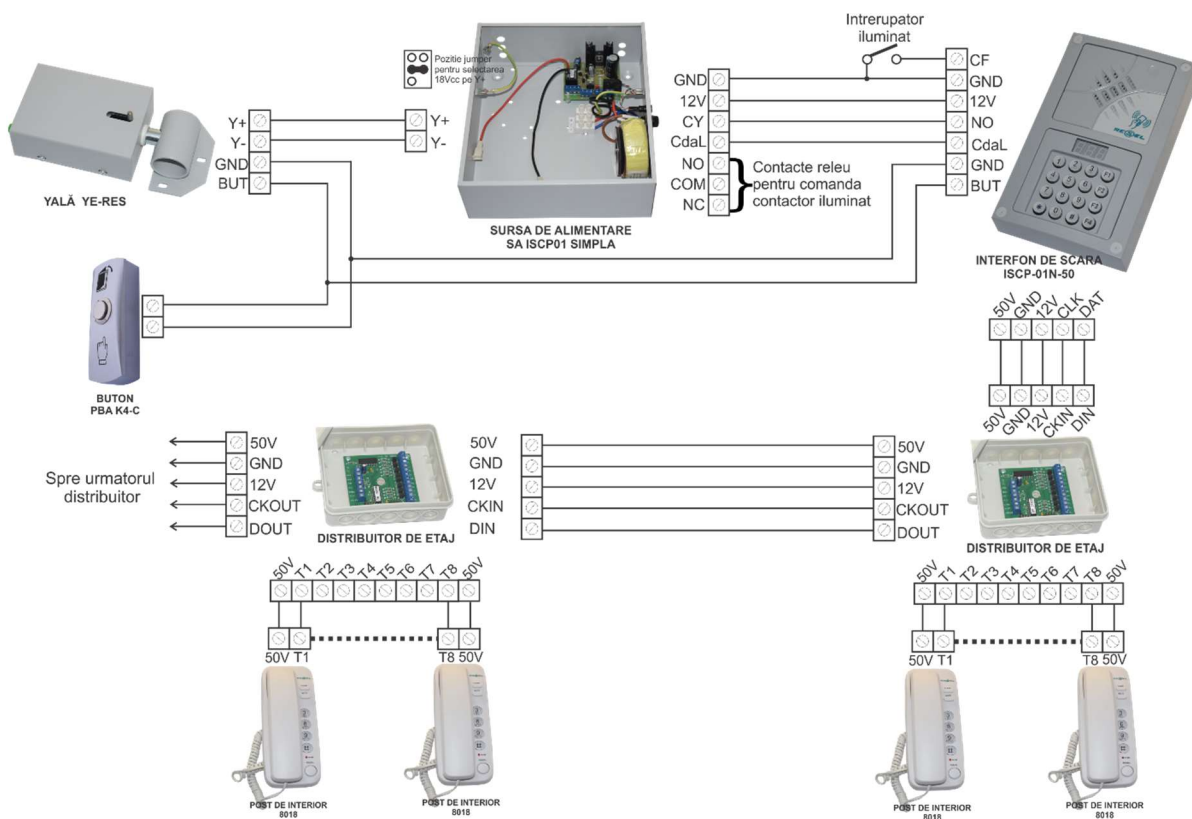 Intrerupator
iluminat
Pozitie jumper
pentru selectarea
18Vcc pe Y+
Y+
Y-
GND
BUT
Y+
Y-
GND
12V
CY
CdaL
NO
COM
NC
Contacte releu
pentru comanda
contactor iluminat
CF
GND
12V
NO
CdaL
GND
BUT
YALĂ YE-RES
SURSA DE ALIMENTARE
SA ISCP01 SIMPLA
INTERFON DE SCARA
ISCP-01N-50
50V
GND
12V
CLK
DAT
50V
GND
12V
CKIN
DIN
BUTON
PBA K4-C
Spre urmatorul
distribuitor
50V
GND
12V
CKOUT
DOUT
50V
GND
12V
CKIN
DIN
50V
GND
12V
CKOUT
DOUT
DISTRIBUITOR DE ETAJ
DISTRIBUITOR DE ETAJ
50V T1 T2 T3 T4 T5 T6 T7 T8 50V
50V T1 T2 T3 T4 T5 T6 T7 T8 50V
50V T1 T8 50V
50V T1 T8 50V
POST DE INTERIOR
8018
POST DE INTERIOR
8018
POST DE INTERIOR
8018
POST DE INTERIOR
8018